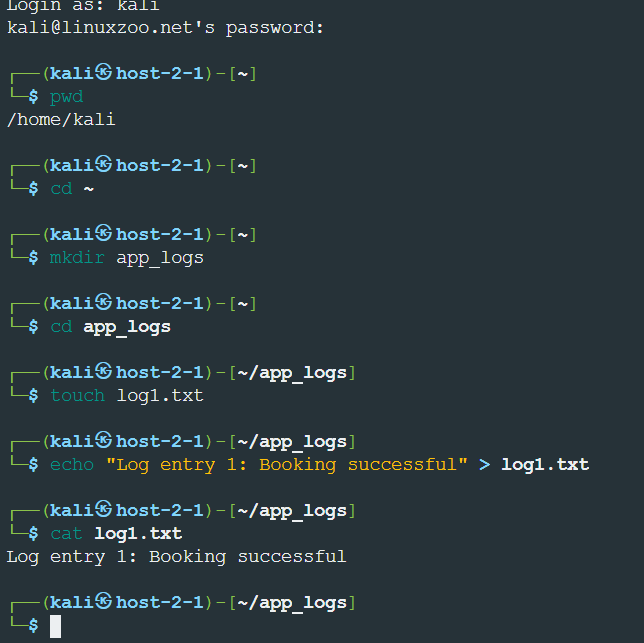 Login as: kali
kali@linuxzoo.net's password:
┌──(kali㉿host-2-1)-[~]
└─$ pwd
/home/kali
┌──(kali㉿host-2-1)-[~]
└─$ cd ~
┌──(kali㉿host-2-1)-[~]
└─$ mkdir app_logs
┌──(kali㉿host-2-1)-[~]
└─$ cd app_logs
┌──(kali㉿host-2-1)-[~/app_logs]
└─$ touch log1.txt
┌──(kali㉿host-2-1)-[~/app_logs]
└─$ echo "Log entry 1: Booking successful" > log1.txt
┌──(kali㉿host-2-1)-[~/app_logs]
└─$ cat log1.txt
Log entry 1: Booking successful
┌──(kali㉿host-2-1)-[~/app_logs]
└─$